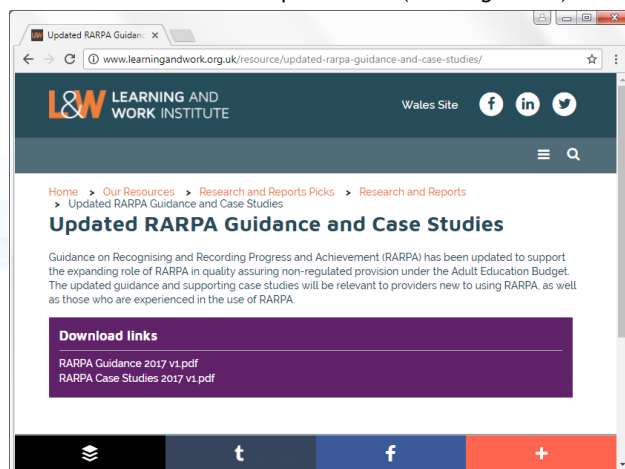 Updated RARPA Guidanc
www.learningandwork.org.uk/resource/updated-rarpa-guidance-and-case-studies/
L&W LEARNING AND
WORK INSTITUTE
Wales Site
Home > Our Resources > Research and Reports Picks > Research and Reports
> Updated RARPA Guidance and Case Studies
Updated RARPA Guidance and Case Studies
Guidance on Recognising and Recording Progress and Achievement (RARPA) has been updated to support
the expanding role of RARPA in quality assuring non-regulated provision under the Adult Education Budget.
The updated guidance and supporting case studies will be relevant to providers new to using RARPA, as well
as those who are experienced in the use of RARPA.
Download links
RARPA Guidance 2017 v1.pdf
RARPA Case Studies 2017 v1.pdf